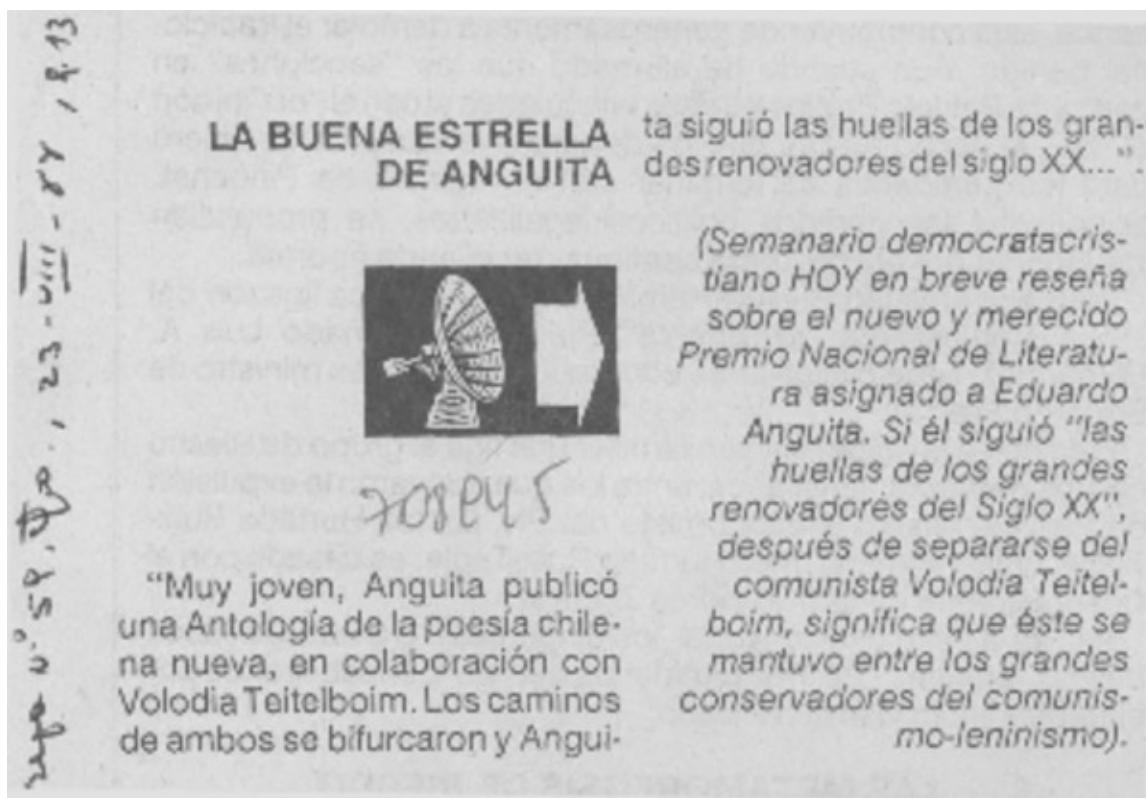 LA BUENA ESTRELLA
DE ANGUITA
"Muy joven, Anguita publicó
una Antología de la poesía chile-
na nueva, en colaboración con
Volodia Teitelboim. Los caminos
de ambos se bifurcaron y Angui-
ta siguió las huellas de los gran-
des renovadores del siglo XX... ".
(Semanario democratacris-
tiano HOY en breve reseña
sobre el nuevo y merecido
Premio Nacional de Literatu-
ra asignado a Eduardo
Anguita. Si él siguió "las
huellas de los grandes
renovadores del Siglo XX",
después de separarse del
comunista Volodia Teitel-
boim, significa que éste se
mantuvo entre los grandes
conservadores del comunis-
mo-leninismo).